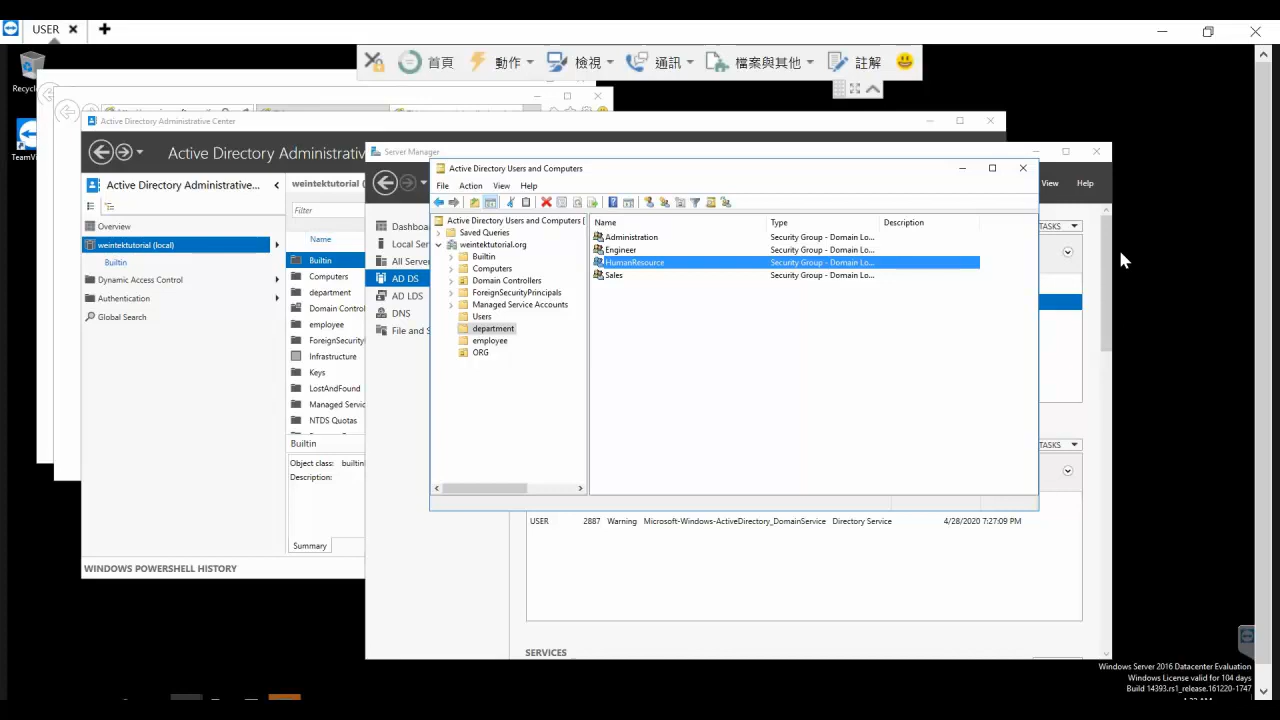 USER
Recyc
TeamVi
首頁
動作
檢視
通訊
檔案與其他
註解
Active Directory Administrative Center
Active Directory Administrati
Active Directory Administrative...
Overview
weintektutorial (local)
Builtin
Dynamic Access Control
Authentication
Global Search
weintektutorial (
Filter
Name
Builtin
Computers
department
Domain Contro
employee
ForeignSecurity
Infrastructure
Keys
LostAndFound
Managed Servic
NTDS Quotas
Builtin
Object class: builtin
Description:
Summary
WINDOWS POWERSHELL HISTORY
Server Manager
View Help
Dashboa
Local Ser
All Server
AD DS
AD LDS
DNS
File and S
TASKS
TASKS
Active Directory Users and Computers
File Action View Help
Active Directory Users and Computers [
Saved Queries
weintektutorial.org
Builtin
Computers
Domain Controllers
ForeignSecurityPrincipals
Managed Service Accounts
Users
department
employee
ORG
Name Type Description
Administration Security Group - Domain Lo...
Engineer Security Group - Domain Lo...
HumanResource Security Group - Domain Lo...
Sales Security Group - Domain Lo...
USER 2887 Warning Microsoft-Windows-ActiveDirectory_DomainService Directory Service 4/28/2020 7:27:09 PM
SERVICES
Windows Server 2016 Datacenter Evaluation
Windows License valid for 104 days
Build 14393.rs1_release.161220-1747